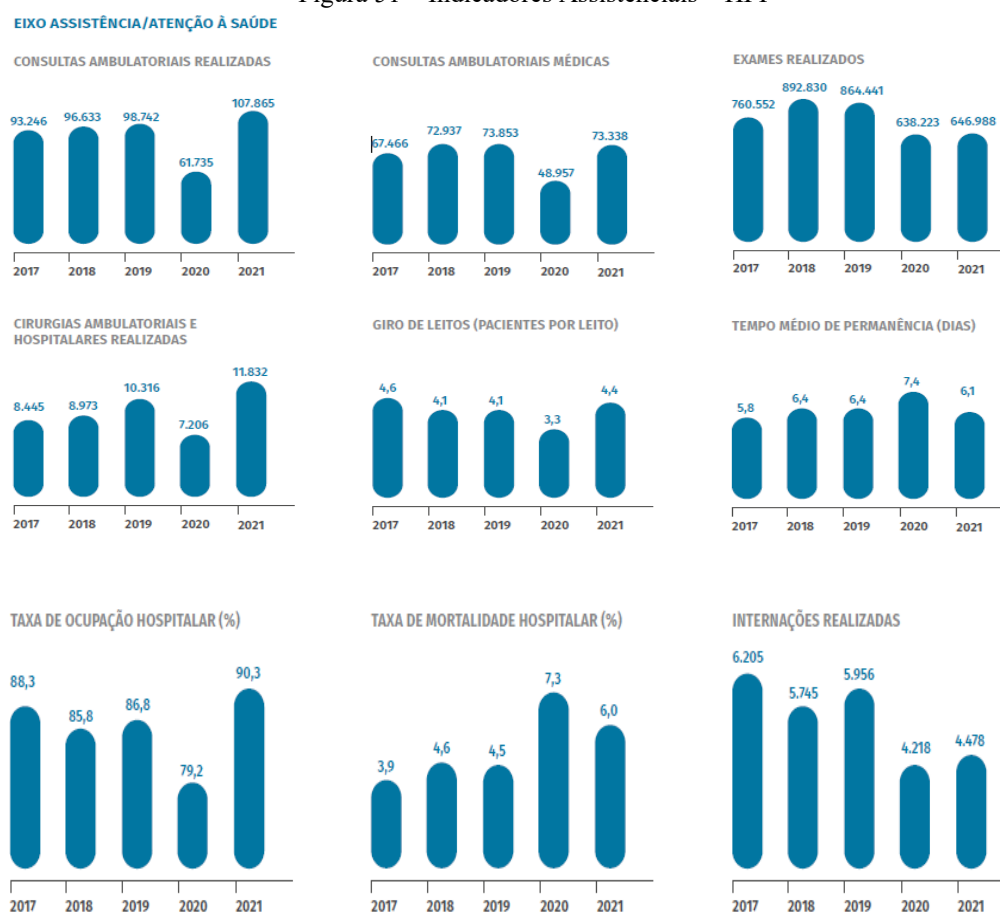 EIXO ASSISTÊNCIA/ATENÇÃO À SAÚDE
CONSULTAS AMBULATORIAIS REALIZADAS
93.246 96.633 98.742 61.735 107.865
2017 2018 2019 2020 2021
CONSULTAS AMBULATORIAIS MÉDICAS
67.466 72.937 73.853 48.957 73.338
2017 2018 2019 2020 2021
EXAMES REALIZADOS
760.552 892.830 864.441 638.223 646.988
2017 2018 2019 2020 2021
CIRURGIAS AMBULATORIAIS E
HOSPITALARES REALIZADAS
8.445 8.973 10.316 7.206 11.832
2017 2018 2019 2020 2021
GIRO DE LEITOS (PACIENTES POR LEITO)
4,6 4,1 4,1 3,3 4,4
2017 2018 2019 2020 2021
TEMPO MÉDIO DE PERMANÊNCIA (DIAS)
5,8 6,4 6,4 7,4 6,1
2017 2018 2019 2020 2021
TAXA DE OCUPAÇÃO HOSPITALAR (%)
88,3 85,8 86,8 79,2 90,3
2017 2018 2019 2020 2021
TAXA DE MORTALIDADE HOSPITALAR (%)
3,9 4,6 4,5 7,3 6,0
2017 2018 2019 2020 2021
INTERNAÇÕES REALIZADAS
6.205 5.745 5.956 4.218 4.478
2017 2018 2019 2020 2021